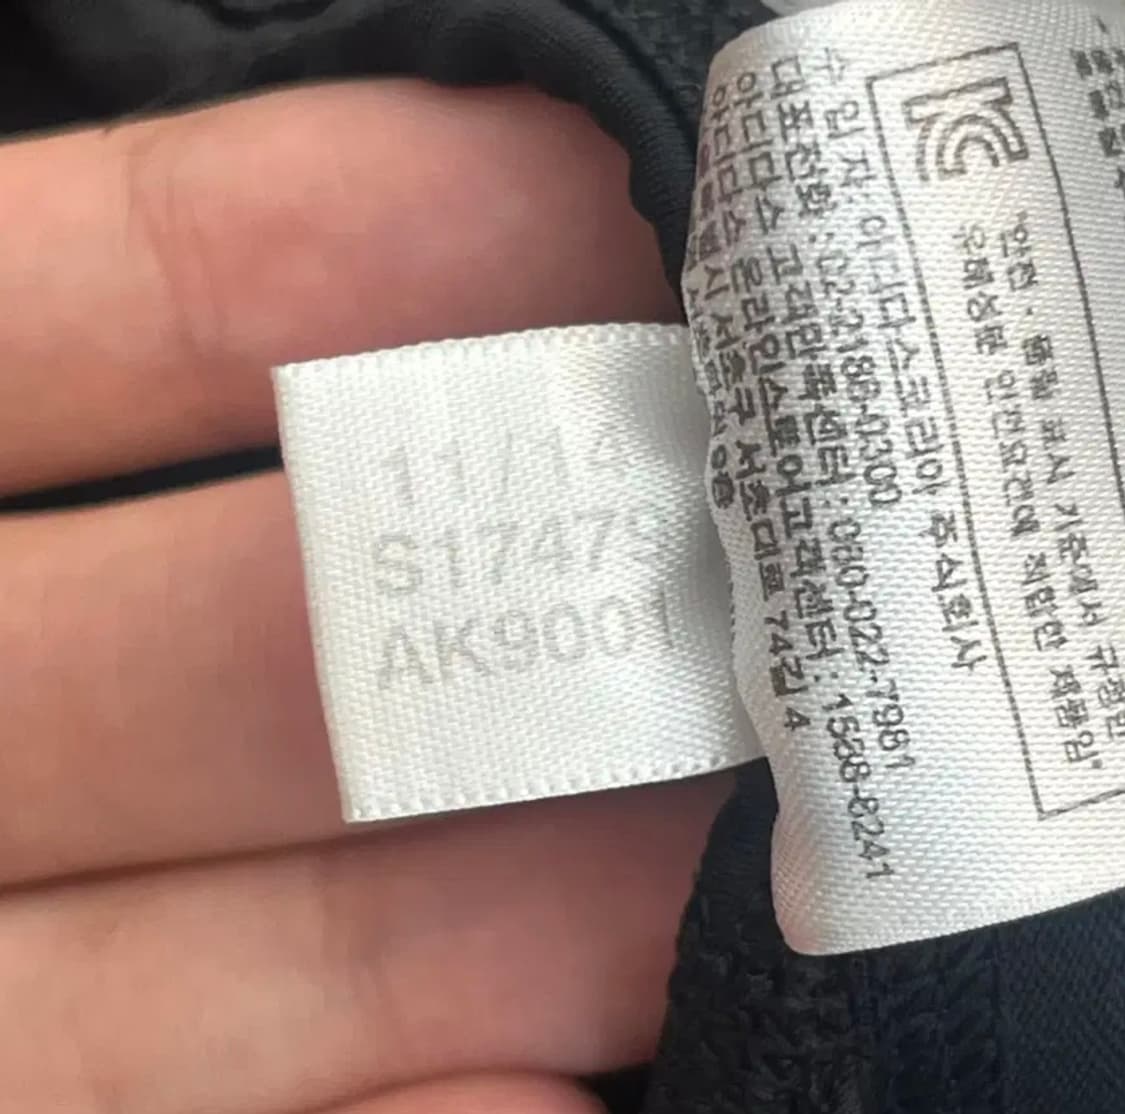 11/14
S1747
AK9001
KC
"안전・품질 표시 기준에서 규정한
유해성분 안전요건에 적합한 제품임"
수입자: 아디다스코리아 주식회사
대표전화 : 02-2186-0300
아디다스 고객만족센터 : 080-022-7981
아디다스 온라인스토어고객센터 : 1588-8241
서초구 서초대로 74길 4